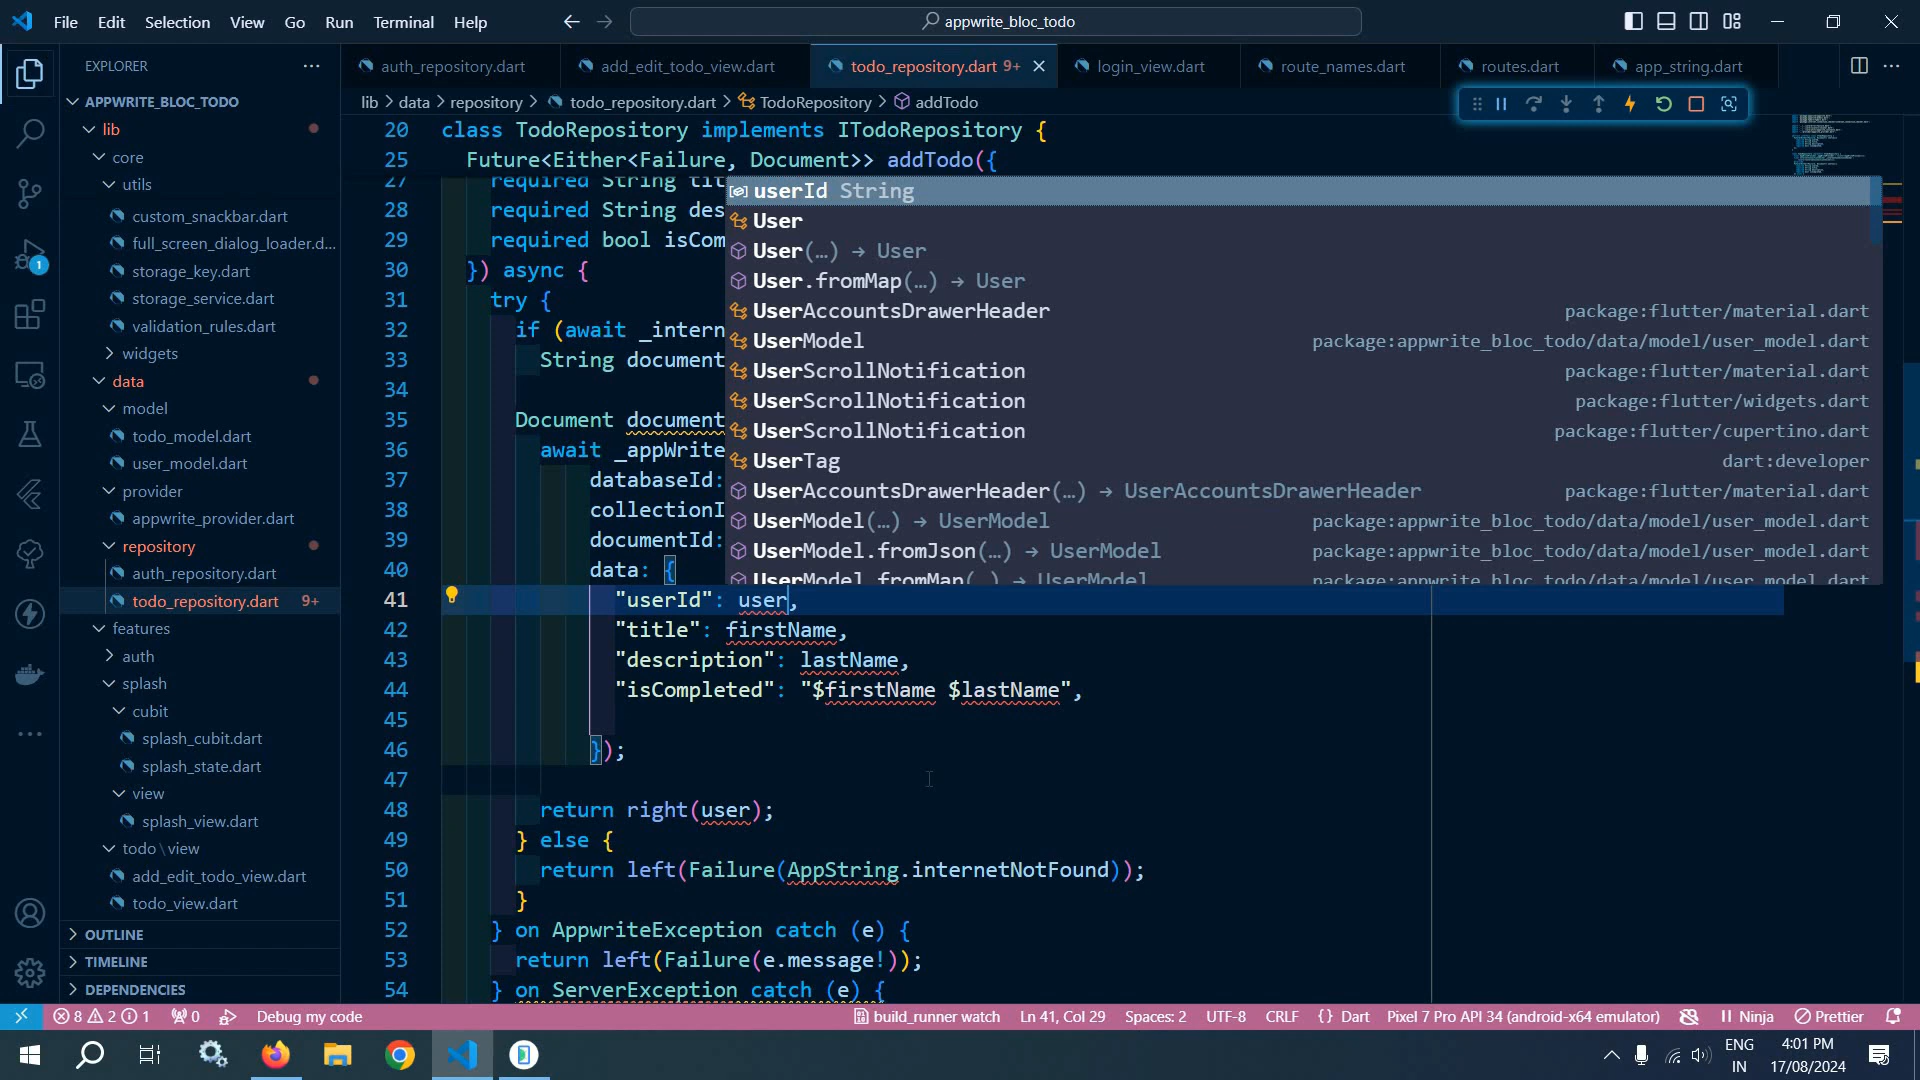 File Edit Selection View Go Run Terminal Help
appwrite_bloc_todo
EXPLORER
auth_repository.dart
add_edit_todo_view.dart
todo_repository.dart 9+
login_view.dart
route_names.dart
routes.dart
app_string.dart
lib > data > repository > todo_repository.dart > TodoRepository > addTodo
APPWRITE_BLOC_TODO
lib
core
utils
custom_snackbar.dart
full_screen_dialog_loader.d...
storage_key.dart
storage_service.dart
validation_rules.dart
widgets
data
model
todo_model.dart
user_model.dart
provider
appwrite_provider.dart
repository
auth_repository.dart
todo_repository.dart 9+
features
auth
splash
cubit
splash_cubit.dart
splash_state.dart
view
splash_view.dart
todo\view
add_edit_todo_view.dart
todo_view.dart
OUTLINE
TIMELINE
DEPENDENCIES
1
20 class TodoRepository implements ITodoRepository {
25 Future<Either<Failure, Document>> addTodo({
27 required String tit
28 required String des
29 required bool isCom
30 }) async {
31 try {
32 if (await _intern
33 String document
34
35 Document document
36 await _appWrite
37 databaseId:
38 collectionI
39 documentId:
40 data: {
41 "userId": user,
42 "title": firstName,
43 "description": lastName,
44 "isCompleted": "$firstName $lastName",
45
46 });
47
48 return right(user);
49 } else {
50 return left(Failure(AppString.internetNotFound));
51 }
52 } on AppwriteException catch (e) {
53 return left(Failure(e.message!));
54 } on ServerException catch (e) {
userId String
User
User(…) → User
User.fromMap(…) → User
UserAccountsDrawerHeader package:flutter/material.dart
UserModel package:appwrite_bloc_todo/data/model/user_model.dart
UserScrollNotification package:flutter/material.dart
UserScrollNotification package:flutter/widgets.dart
UserScrollNotification package:flutter/cupertino.dart
UserTag dart:developer
UserAccountsDrawerHeader(…) → UserAccountsDrawerHeader package:flutter/material.dart
UserModel(…) → UserModel package:appwrite_bloc_todo/data/model/user_model.dart
UserModel.fromJson(…) → UserModel package:appwrite_bloc_todo/data/model/user_model.dart
UserModel.fromMap(…) → UserModel package:appwrite_bloc_todo/data/model/user_model.dart
8 2 1 0 Debug my code
build_runner watch Ln 41, Col 29 Spaces: 2 UTF-8 CRLF {} Dart Pixel 7 Pro API 34 (android-x64 emulator) Ninja Prettier
ENG
IN
4:01 PM
17/08/2024